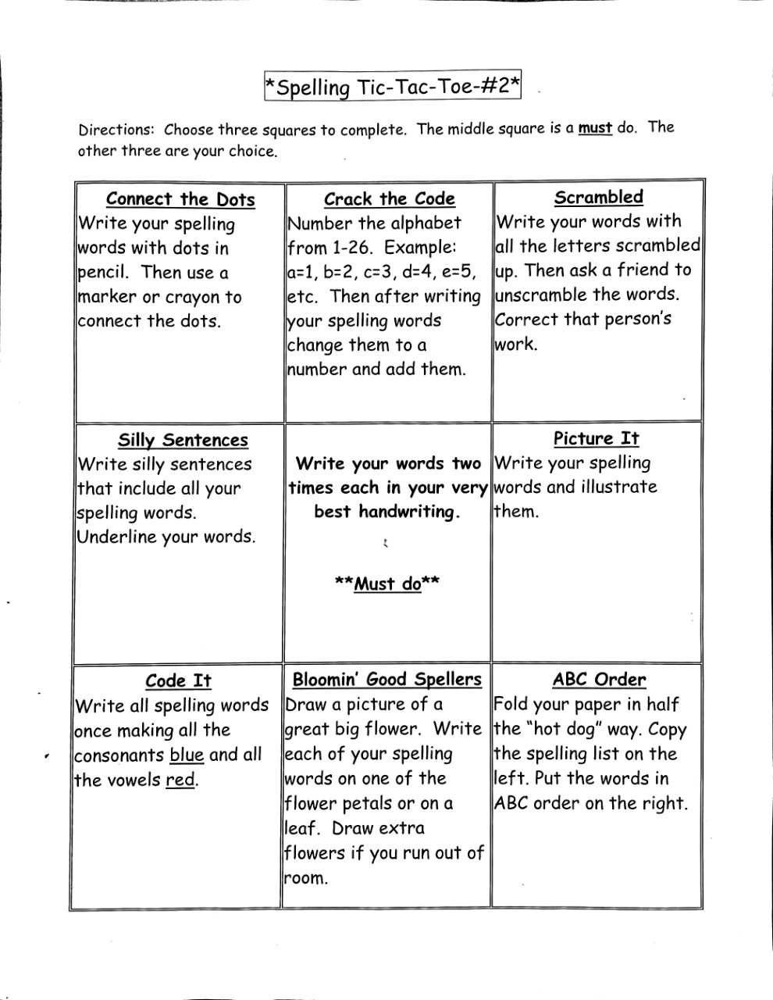 *Spelling Tic-Tac-Toe-#2*
Directions: Choose three squares to complete. The middle square is a must do. The
other three are your choice.
Connect the Dots
Write your spelling
words with dots in
pencil. Then use a
marker or crayon to
connect the dots.
Crack the Code
Number the alphabet
from 1-26. Example:
a=1, b=2, c=3, d=4, e=5,
etc. Then after writing
your spelling words
change them to a
number and add them.
Scrambled
Write your words with
all the letters scrambled
up. Then ask a friend to
unscramble the words.
Correct that person's
work.
Silly Sentences
Write silly sentences
that include all your
spelling words.
Underline your words.
Write your words two
times each in your very
best handwriting.
**Must do**
Picture It
Write your spelling
words and illustrate
them.
Code It
Write all spelling words
once making all the
consonants blue and all
the vowels red.
Bloomin' Good Spellers
Draw a picture of a
great big flower. Write
each of your spelling
words on one of the
flower petals or on a
leaf. Draw extra
flowers if you run out of
room.
ABC Order
Fold your paper in half
the "hot dog" way. Copy
the spelling list on the
left. Put the words in
ABC order on the right.